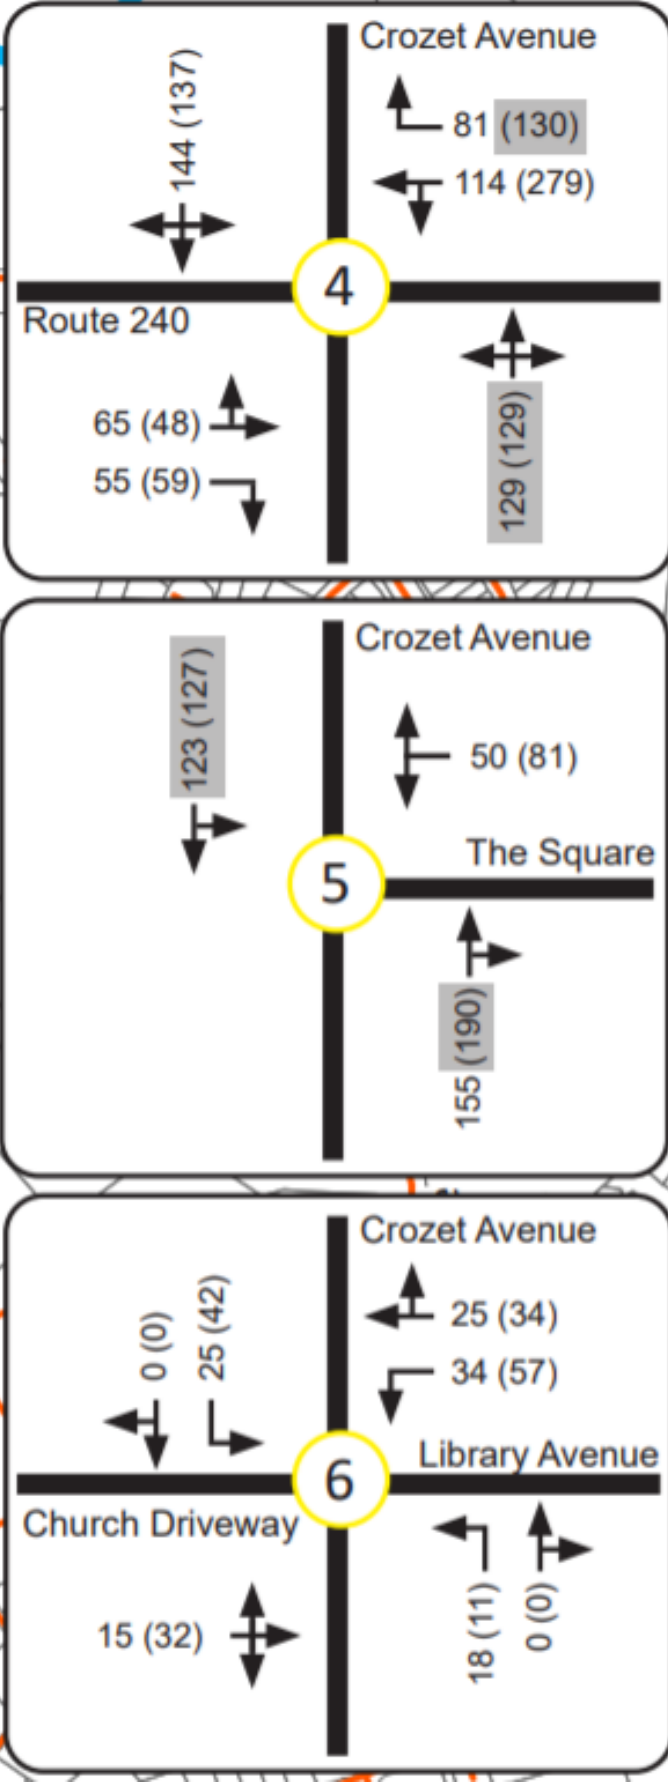 Crozet Avenue
144 (137)
81 (130)
114 (279)
4
Route 240
65 (48)
55 (59)
129 (129)
Crozet Avenue
123 (127)
50 (81)
The Square
5
155 (190)
Crozet Avenue
0 (0)
25 (42)
25 (34)
34 (57)
Library Avenue
6
Church Driveway
15 (32)
18 (11)
0 (0)